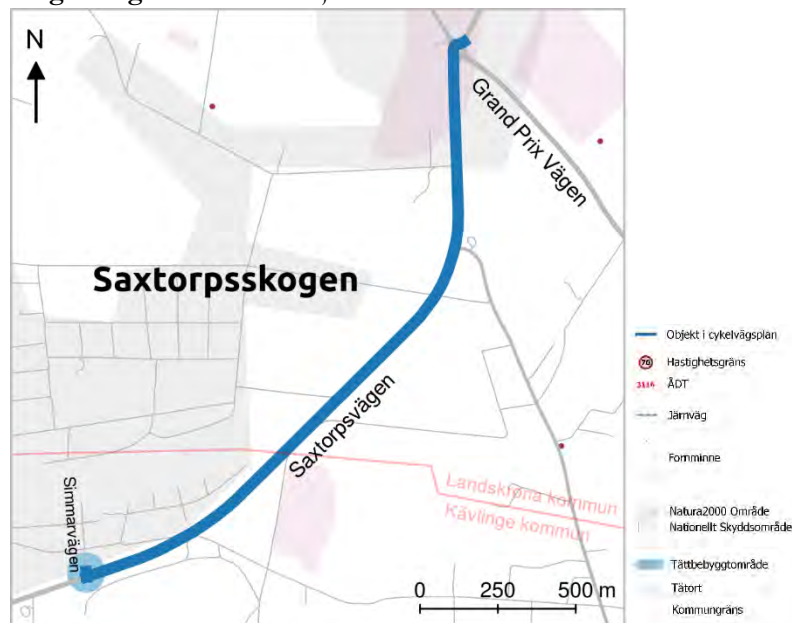 N
Grand Prix Vägen
Saxtorpsskogen
Saxtorpsvägen
Simmarvägen
Landskrona kommun
Kävlinge kommun
0 250 500 m
Objekt i cykelvägsplan
70 Hastighetsgräns
ÅDT
Järnväg
Fornminne
Natura2000 Område
Nationellt Skyddsområde
Tättbebyggtområde
Tätort
Kommungräns